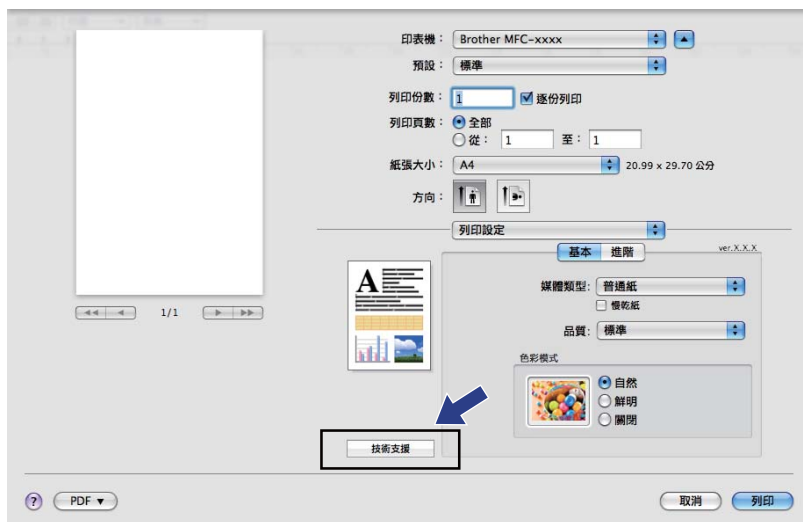 印表機： Brother MFC-xxxx
預設： 標準
列印份數： 1 逐份列印
列印頁數： 全部
從： 1 至： 1
紙張大小： A4 20.99 x 29.70 公分
方向：
列印設定
基本 進階 ver.X.X.X
媒體類型: 普通紙
慢乾紙
品質: 標準
色彩模式
自然
鮮明
關閉
A
1/1
技術支援
? PDF ▼ 取消 列印